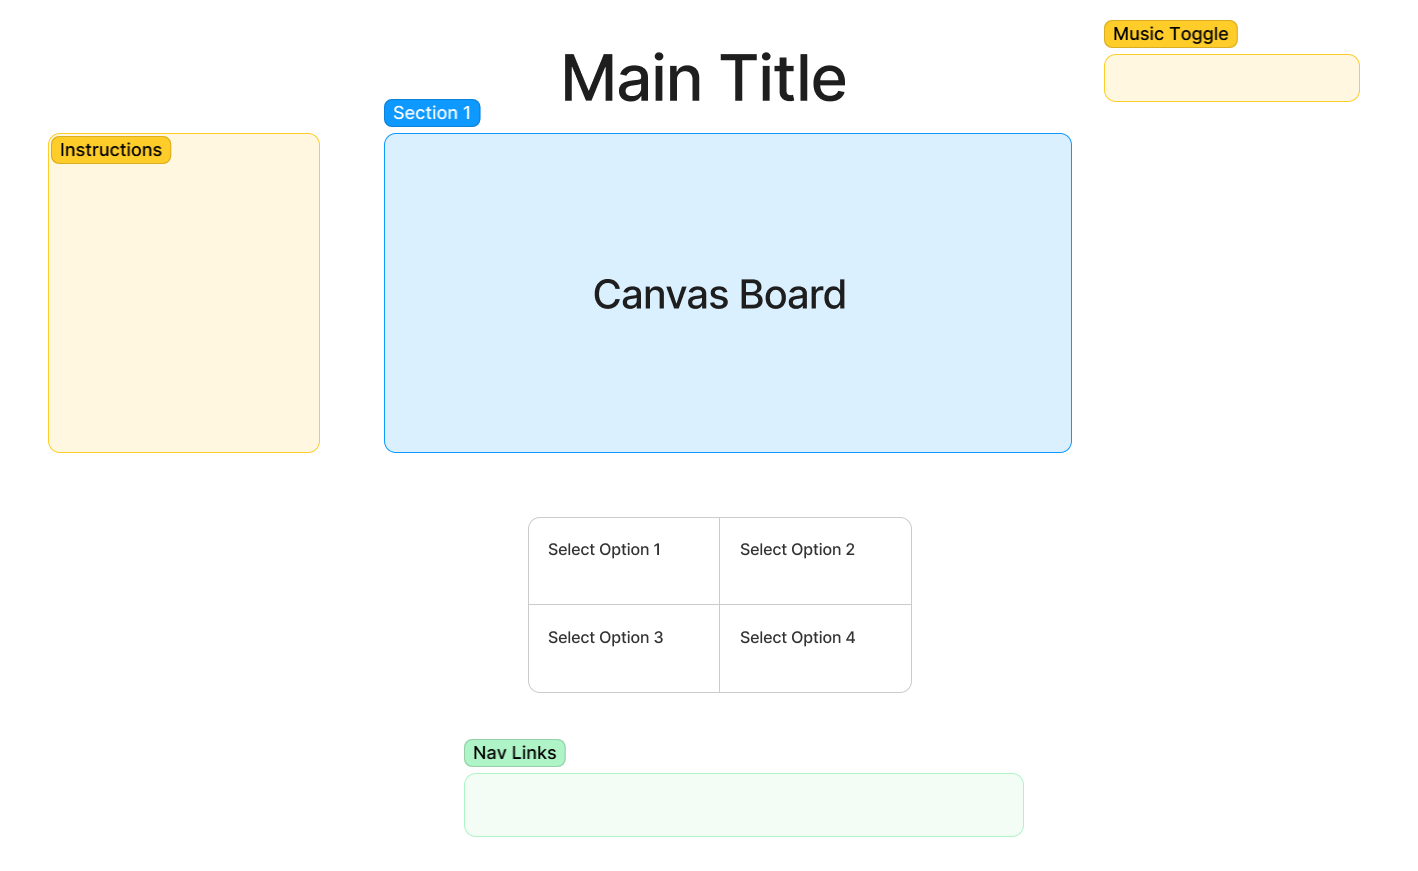 Music Toggle
Main Title
Section 1
Instructions
Canvas Board
Select Option 1
Select Option 2
Select Option 3
Select Option 4
Nav Links